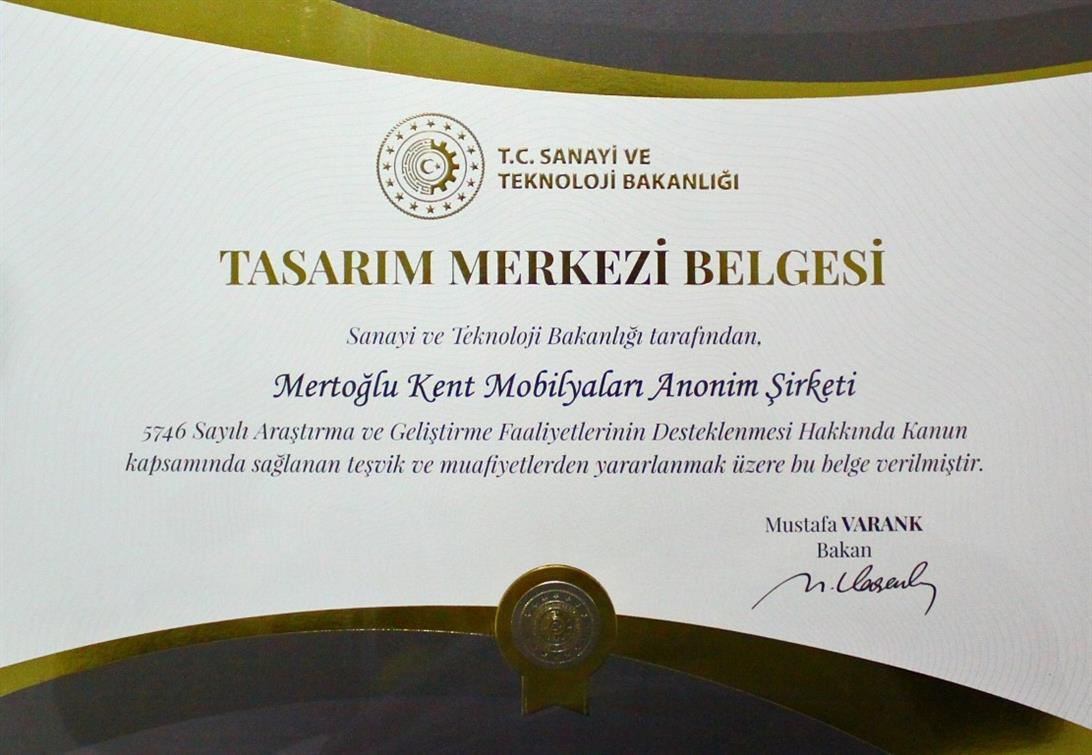 T.C. SANAYİ VE
TEKNOLOJİ BAKANLIĞI
TASARIM MERKEZİ BELGESİ
Sanayi ve Teknoloji Bakanlığı tarafından,
Mertoğlu Kent Mobilyaları Anonim Şirketi
5746 Sayılı Araştırma ve Geliştirme Faaliyetlerinin Desteklenmesi Hakkında Kanun
kapsamında sağlanan teşvik ve muafiyetlerden yararlanmak üzere bu belge verilmiştir.
Mustafa VARANK
Bakan